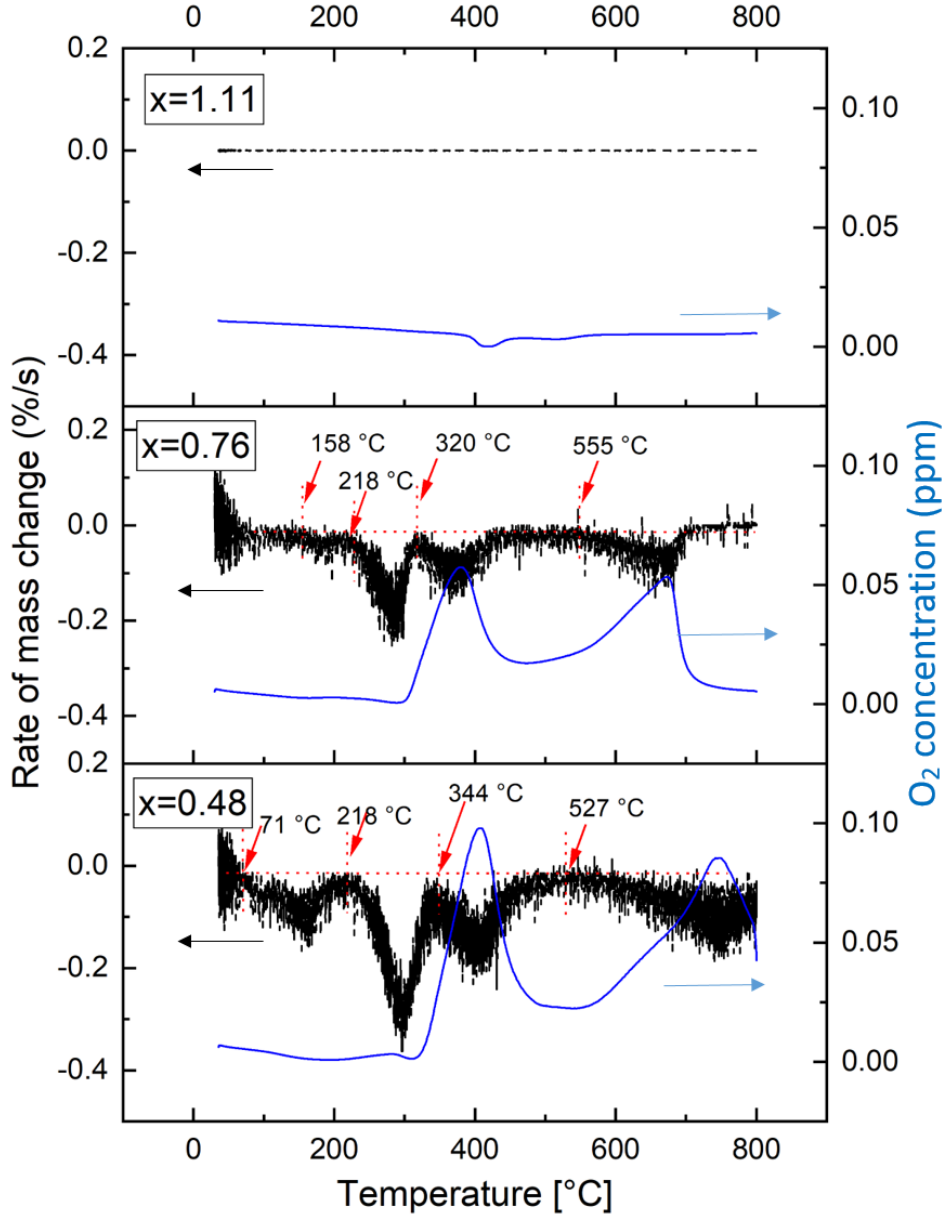 0 200 400 600 800
Rate of mass change (%/s)
O₂ concentration (ppm)
x=1.11
0.2
0.0
-0.2
-0.4
0.10
0.05
0.00
x=0.76
158 °C
218 °C
320 °C
555 °C
0.2
0.0
-0.2
-0.4
0.10
0.05
0.00
x=0.48
71 °C
218 °C
344 °C
527 °C
0.2
0.0
-0.2
-0.4
0.10
0.05
0.00
0 200 400 600 800
Temperature [°C]